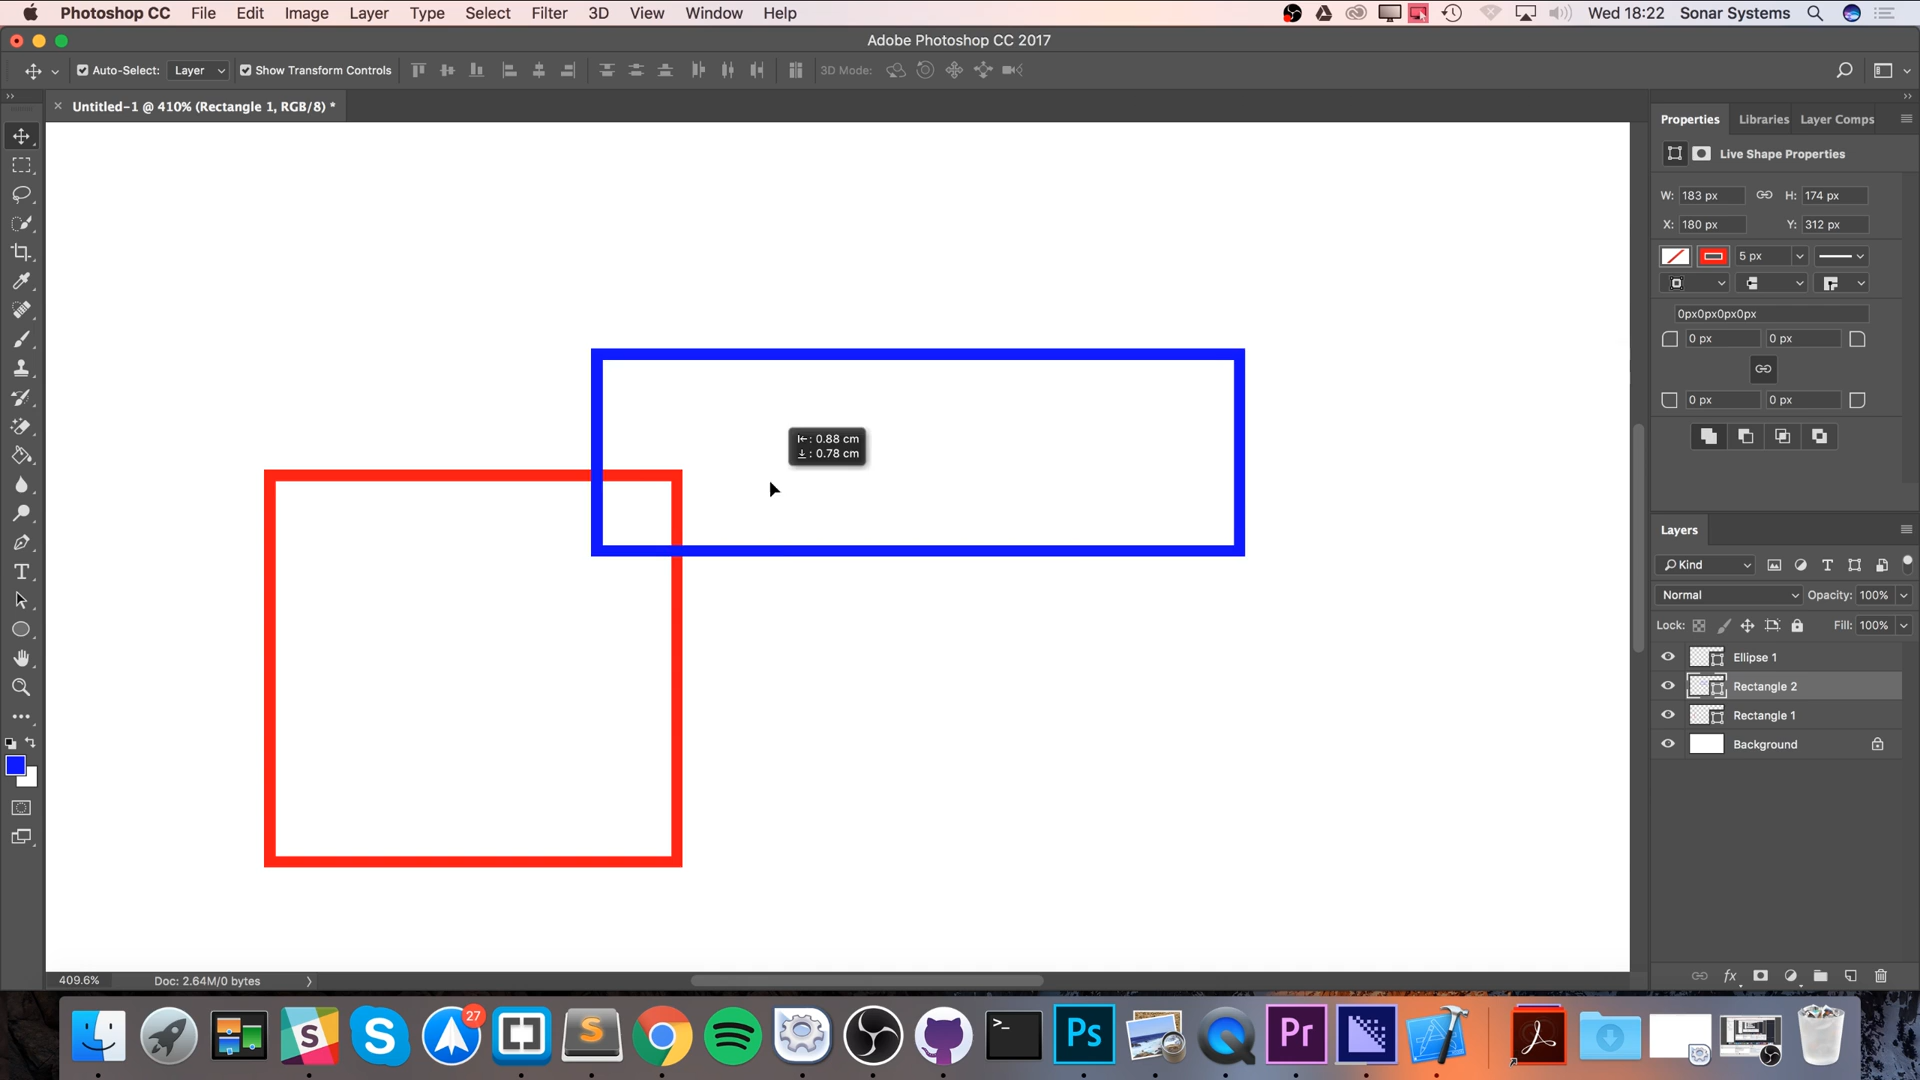 Photoshop CC File Edit Image Layer Type Select Filter 3D View Window Help Wed 18:22 Sonar Systems
Adobe Photoshop CC 2017
Auto-Select: Layer Show Transform Controls 3D Mode:
× Untitled-1 @ 410% (Rectangle 1, RGB/8) *
Properties Libraries Layer Comps
Live Shape Properties
W: 183 px H: 174 px
X: 180 px Y: 312 px
5 px
0px0px0px0px
0 px 0 px
0 px 0 px
: 0.88 cm
: 0.78 cm
Layers
Kind
Normal Opacity: 100%
Lock: Fill: 100%
Ellipse 1
Rectangle 2
Rectangle 1
Background
fx
T
409.6% Doc: 2.64M/0 bytes
27
S
S
S
>_
Ps
Pr